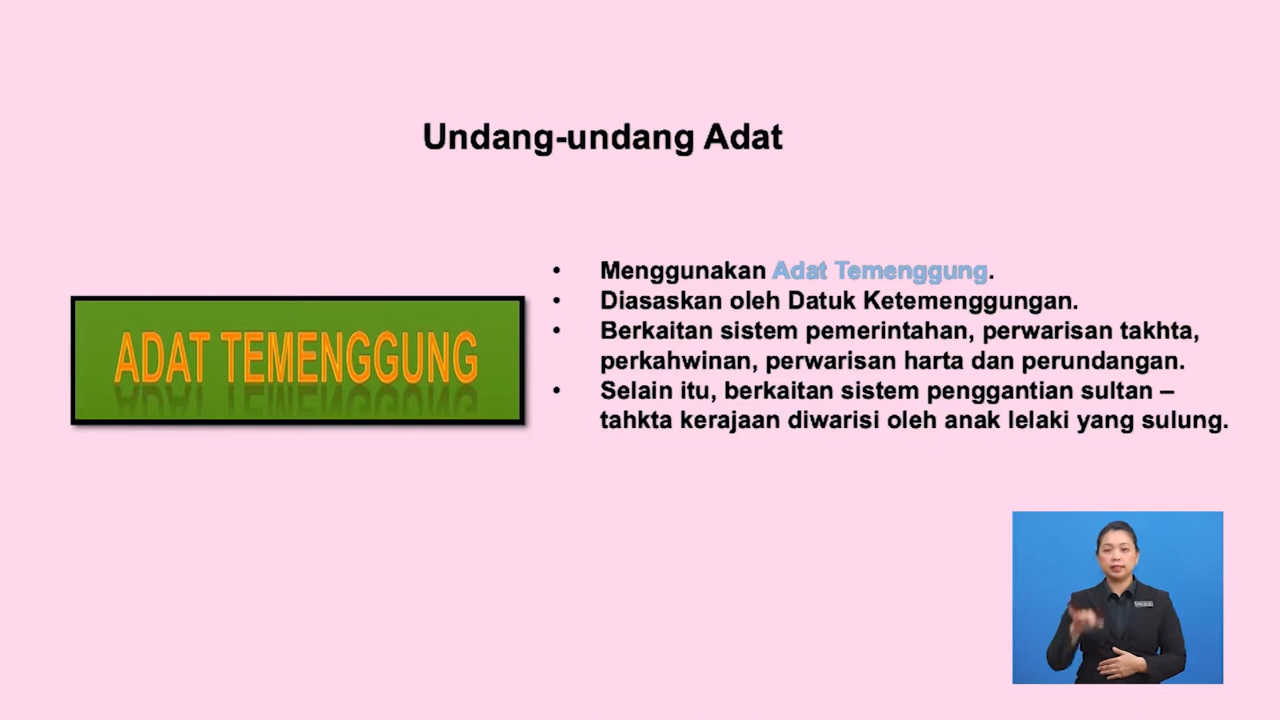 Undang-undang Adat
ADAT TEMENGGUNG
• Menggunakan Adat Temenggung.
• Diasaskan oleh Datuk Ketemenggungan.
• Berkaitan sistem pemerintahan, perwarisan takhta,
perkahwinan, perwarisan harta dan perundangan.
• Selain itu, berkaitan sistem penggantian sultan –
tahkta kerajaan diwarisi oleh anak lelaki yang sulung.